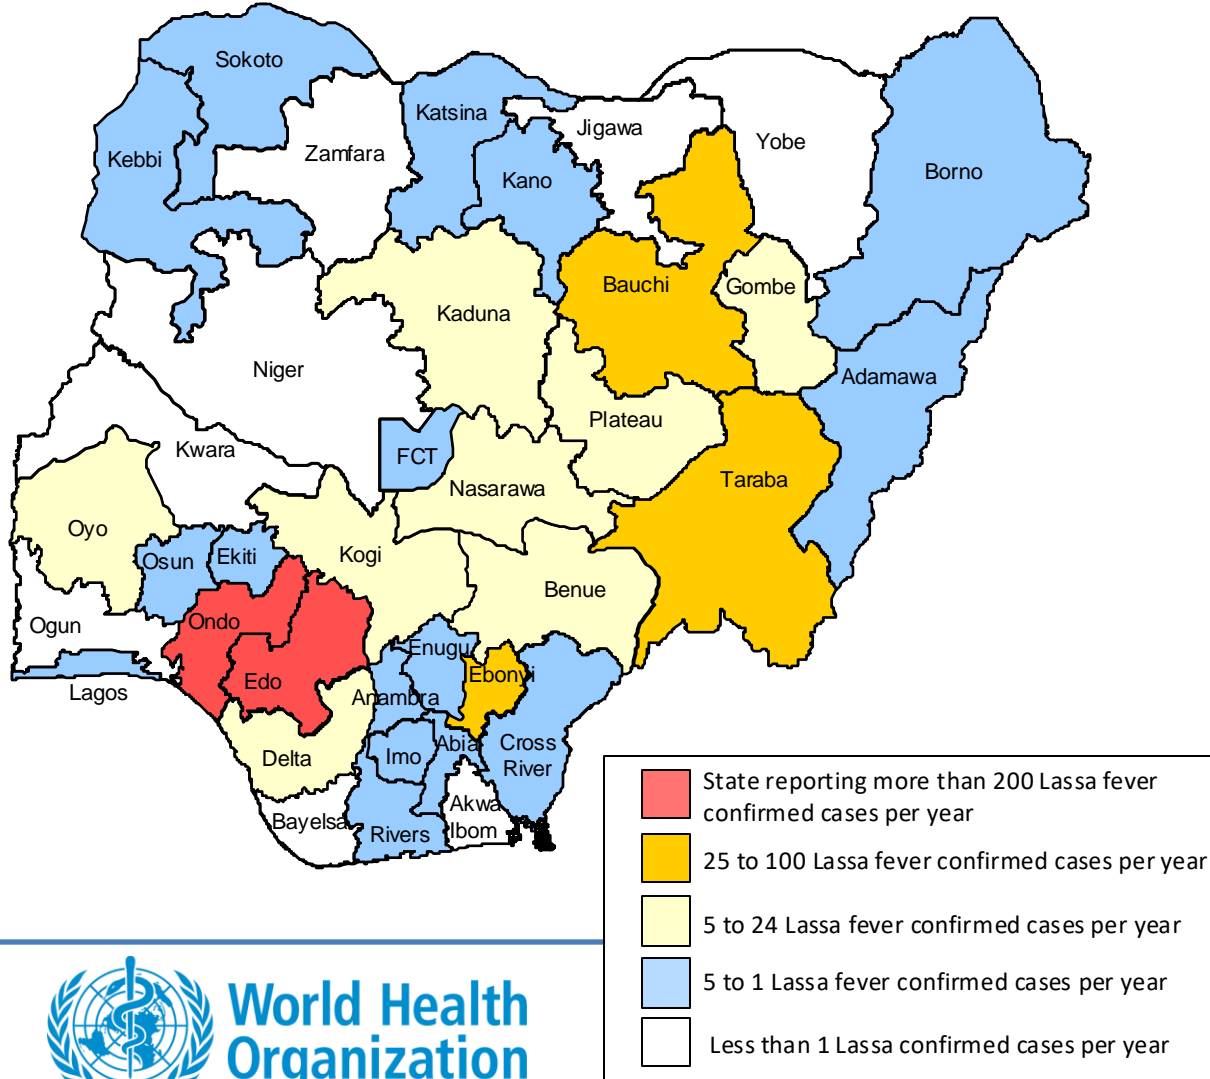 Sokoto
Katsina
Jigawa
Yobe
Zamfara
Kebbi
Kano
Borno
Bauchi
Gombe
Kaduna
Niger
Adamawa
Plateau
Kwara
FCT
Taraba
Nasarawa
Oyo
Kogi
Osun
Ekiti
Benue
Ondo
Ogun
Enugu
Ebonyi
Edo
Lagos
Anambra
Delta
Imo
Abia
Cross
River
Akwa
Ibom
Bayelsa
Rivers
State reporting more than 200 Lassa fever
confirmed cases per year
25 to 100 Lassa fever confirmed cases per year
5 to 24 Lassa fever confirmed cases per year
5 to 1 Lassa fever confirmed cases per year
Less than 1 Lassa confirmed cases per year
World Health
Organization